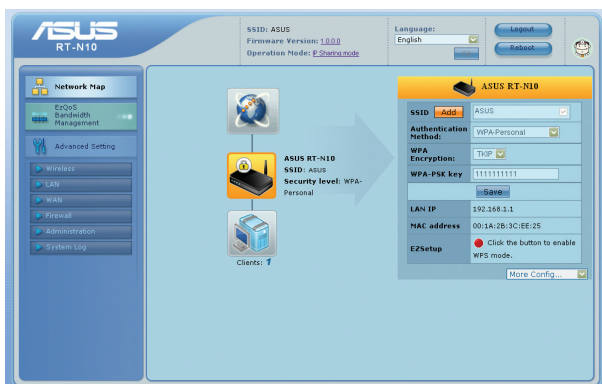 ASUS
RT-N10
SSID: ASUS
Firmware Version: 1.0.0.0
Operation Mode: IP Sharing mode
Language:
English
Logout
Reboot
Network Map
EzQoS
Bandwidth
Management
Advanced Setting
Wireless
LAN
WAN
Firewall
Administration
System Log
ASUS RT-N10
SSID: ASUS
Security level: WPA-
Personal
Clients: 1
ASUS RT-N10
SSID Add ASUS
Authentication
Method: WPA-Personal
WPA
Encryption: TKIP
WPA-PSK key 1111111111
Save
LAN IP 192.168.1.1
MAC address 00:1A:2B:3C:EE:25
EZSetup Click the button to enable
WPS mode.
More Config...